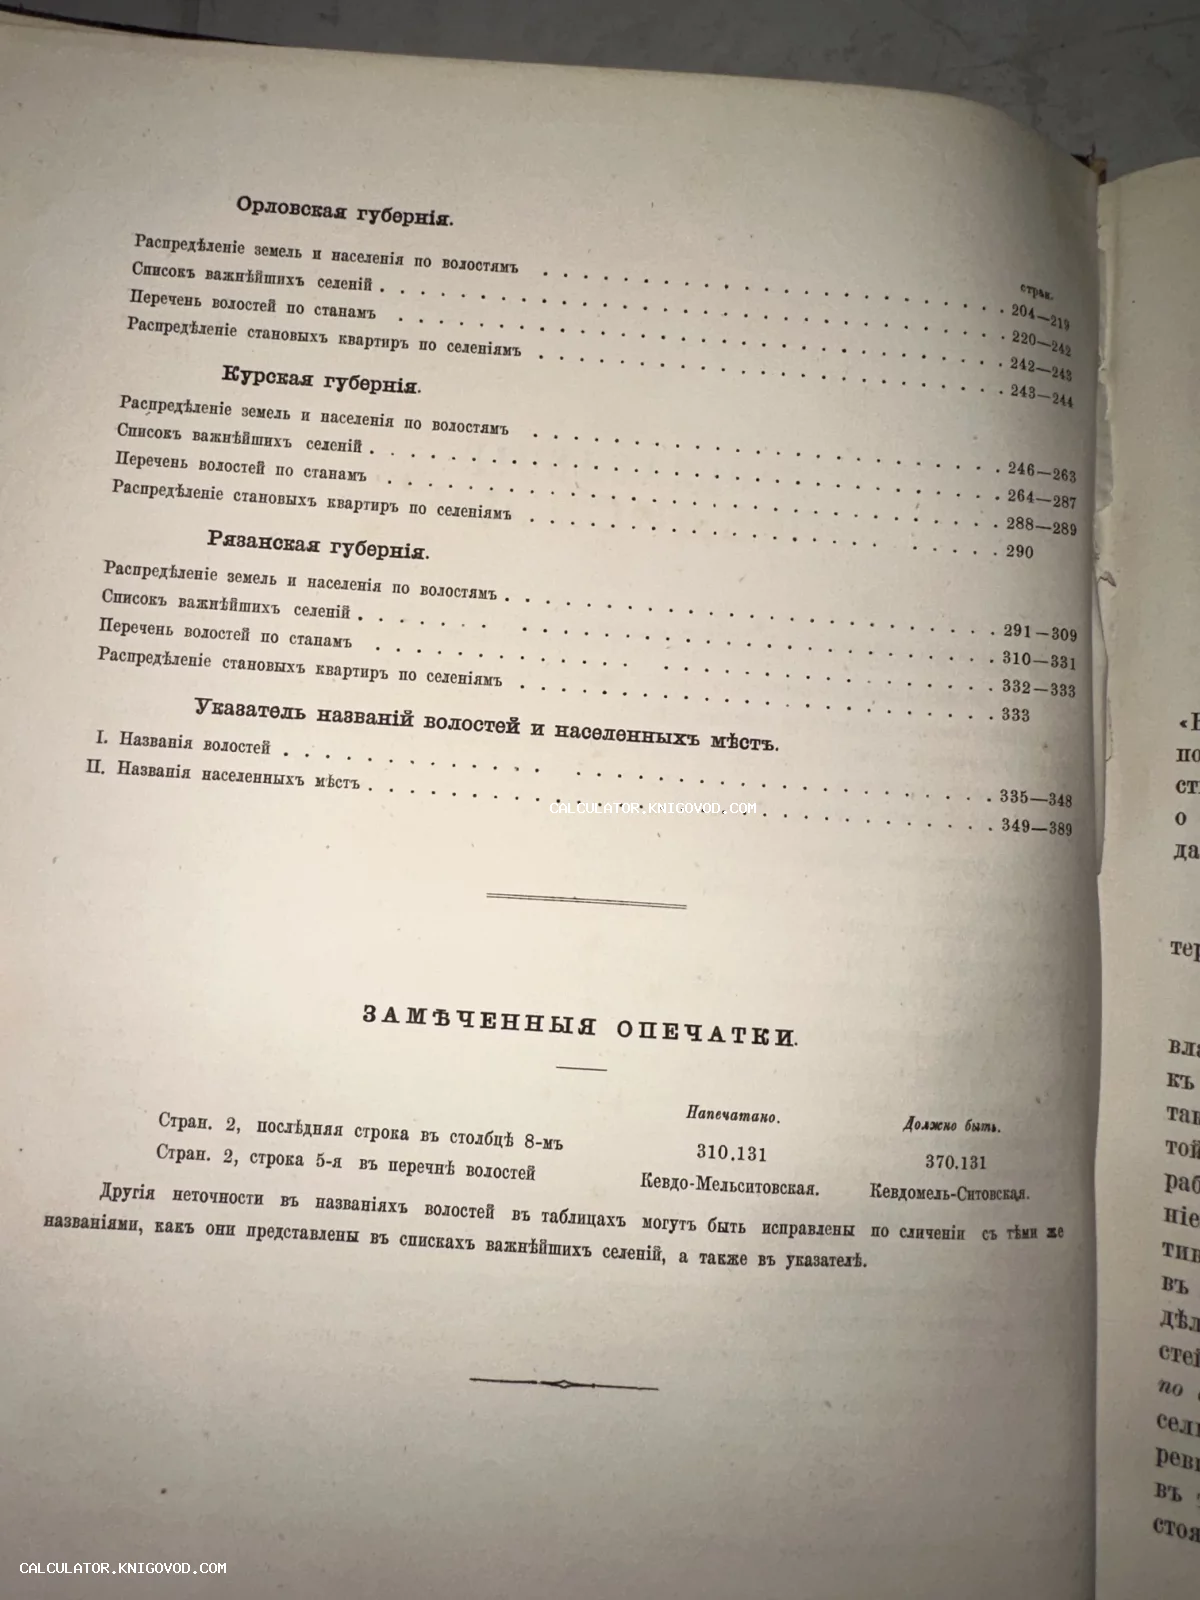 Орловская губернія.
стран.
Распредѣленіе земель и населенія по волостямъ . . . 204—219
Списокъ важнѣйшихъ селеній . . . 220—242
Перечень волостей по станамъ . . . 242—243
Распредѣленіе становыхъ квартиръ по селеніямъ . . . 243—244
Курская губернія.
Распредѣленіе земель и населенія по волостямъ . . . 246—263
Списокъ важнѣйшихъ селеній . . . 264—287
Перечень волостей по станамъ . . . 288—289
Распредѣленіе становыхъ квартиръ по селеніямъ . . . 290
Рязанская губернія.
Распредѣленіе земель и населенія по волостямъ . . . 291—309
Списокъ важнѣйшихъ селеній . . . 310—331
Перечень волостей по станамъ . . . 332—333
Распредѣленіе становыхъ квартиръ по селеніямъ . . . 333
Указатель названій волостей и населенныхъ мѣстъ.
I. Названія волостей . . . 335—348
II. Названія населенныхъ мѣстъ . . . 349—389
CALCULATOR.KNIGOVOD.COM
ЗАМѢЧЕННЫЯ ОПЕЧАТКИ.
Напечатано. Должно быть.
Стран. 2, послѣдняя строка въ столбцѣ 8-мъ 310.131 370.131
Стран. 2, строка 5-я въ перечнѣ волостей Кевдо-Мельситовская. Кевдомель-Ситовская.
Другія неточности въ названіяхъ волостей въ таблицахъ могутъ быть исправлены по сличеніи съ тѣми же
названіями, какъ они представлены въ спискахъ важнѣйшихъ селеній, а также въ указателѣ.
CALCULATOR.KNIGOVOD.COM